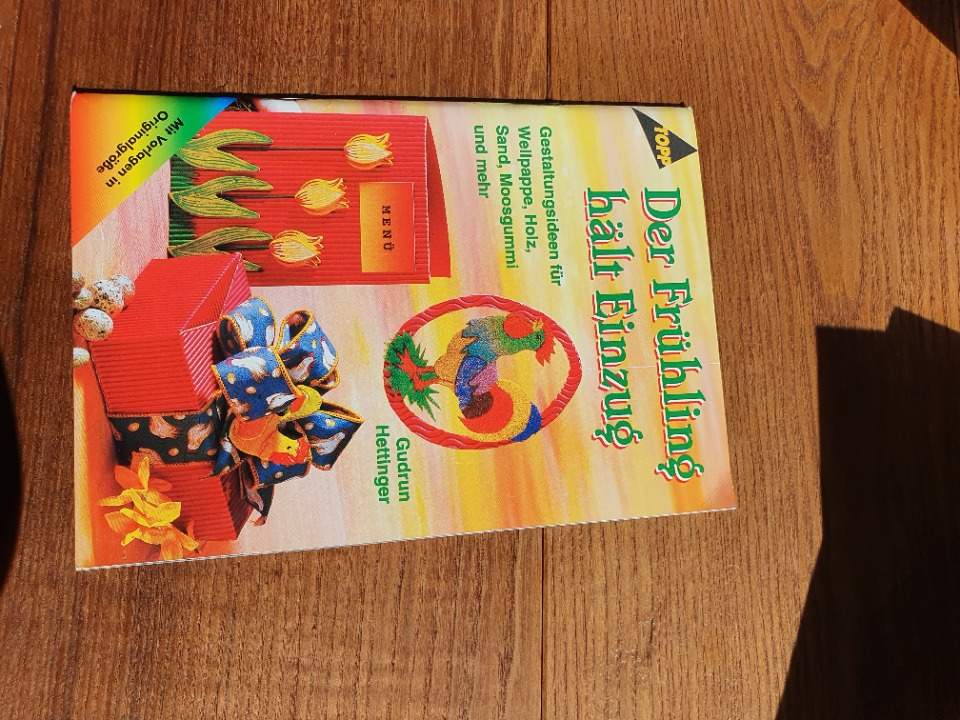 TOPP
Der Frühling
hält Einzug
Gestaltungsideen für
Wellpappe, Holz,
Sand, Moosgummi
und mehr
MENÜ
Gudrun
Hettinger
Mit Vorlagen in
Originalgröße